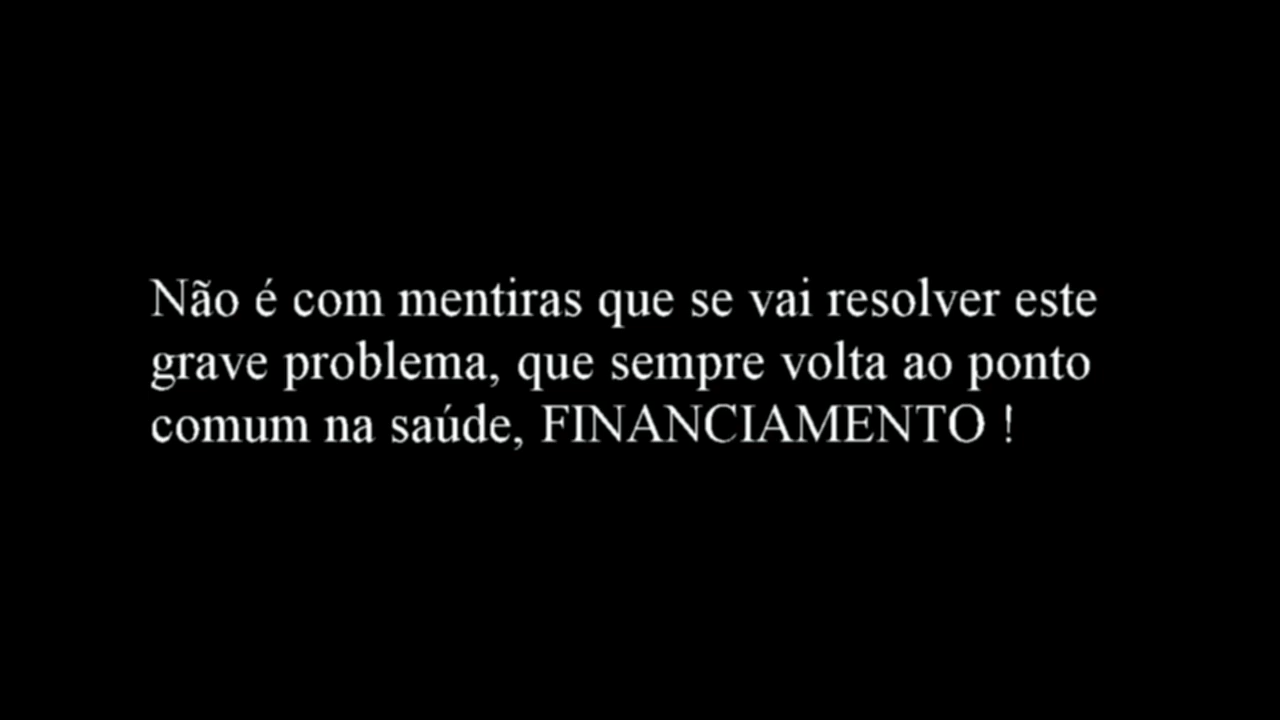 Não é com mentiras que se vai resolver este
grave problema, que sempre volta ao ponto
comum na saúde, FINANCIAMENTO !